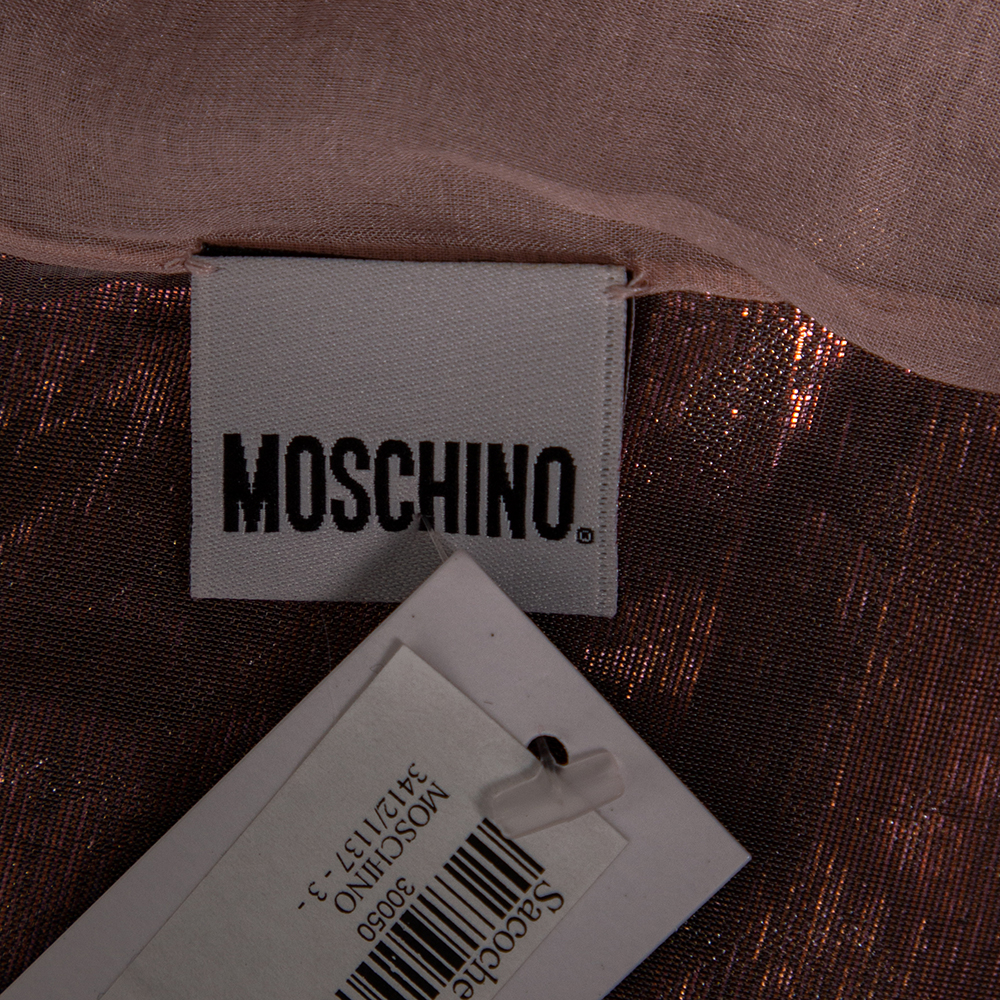 MOSCHINO®
Sacoche
30050
MOSCHINO
3412/1137 - 3 -